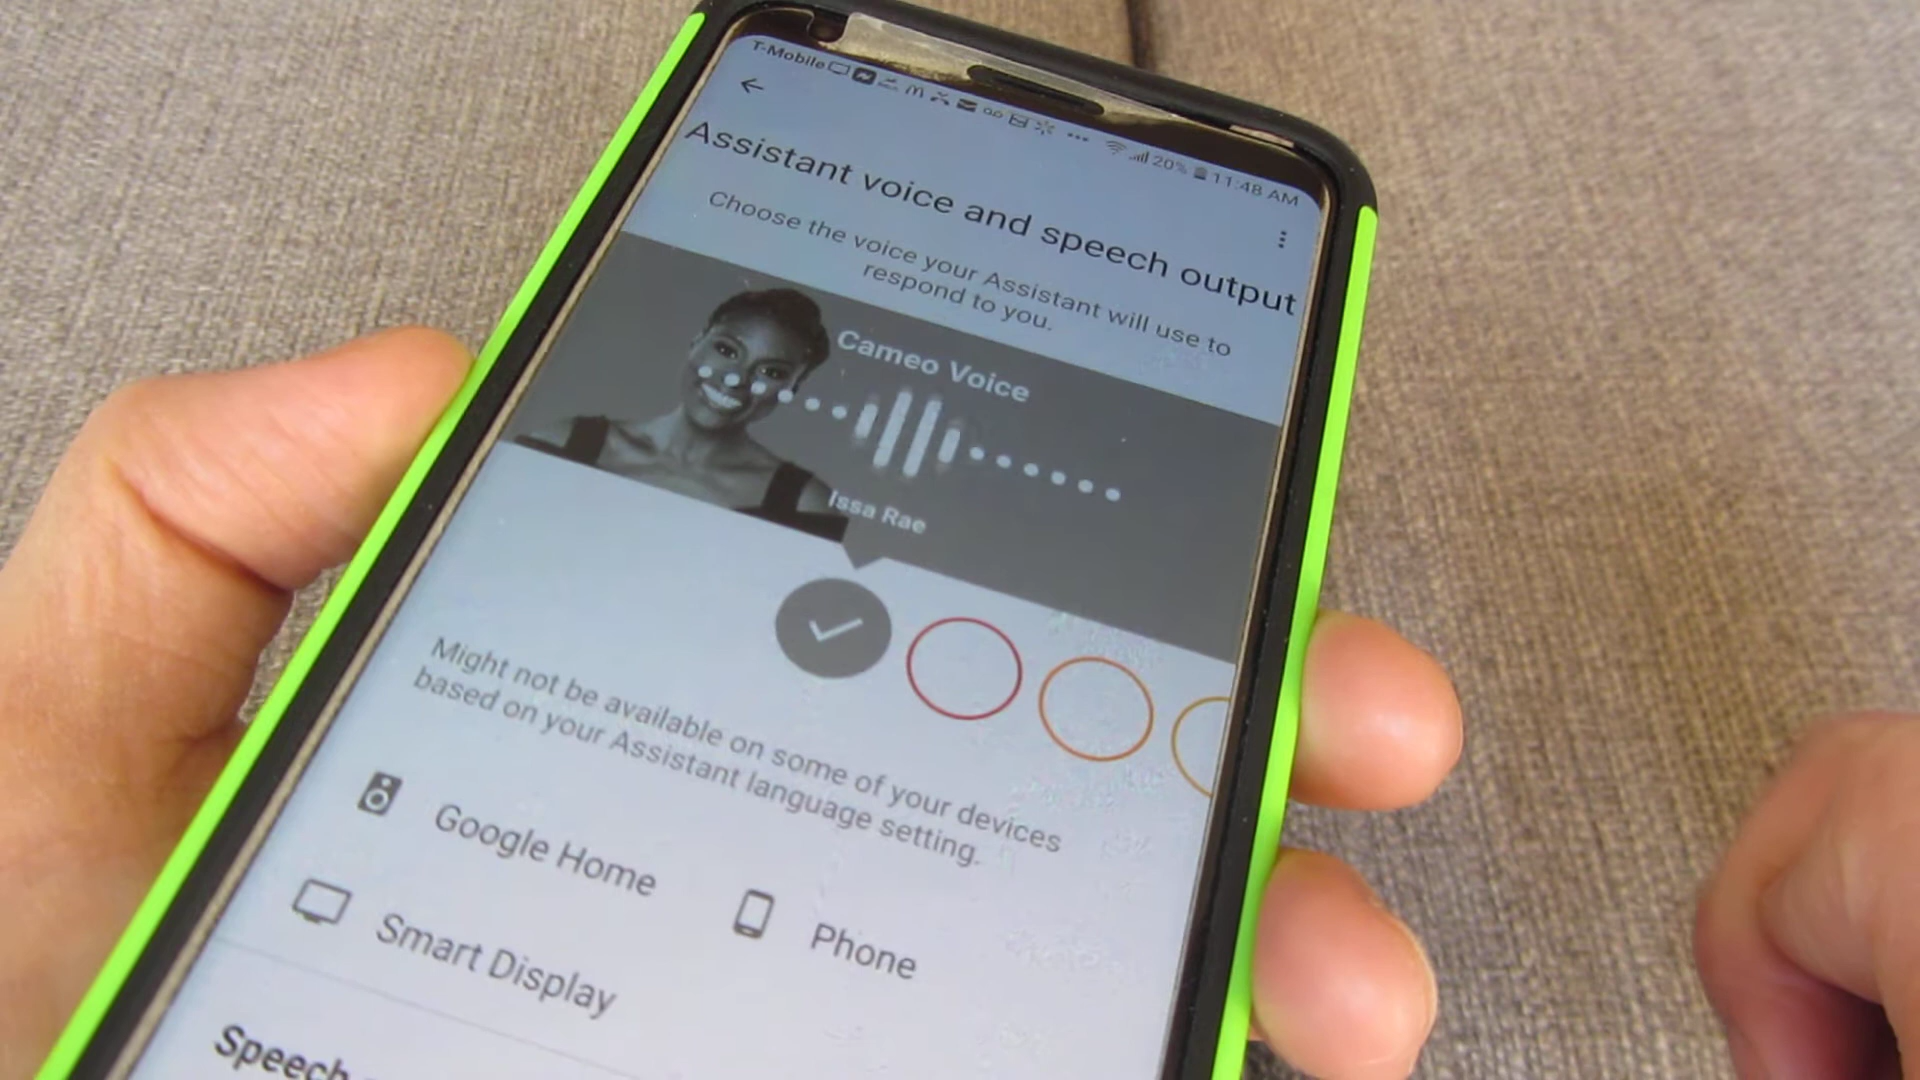 T-Mobile 20% 11:48 AM
Assistant voice and speech output
Choose the voice your Assistant will use to
respond to you.
Cameo Voice
Issa Rae
Might not be available on some of your devices
based on your Assistant language setting.
Google Home
Phone
Smart Display
Speech